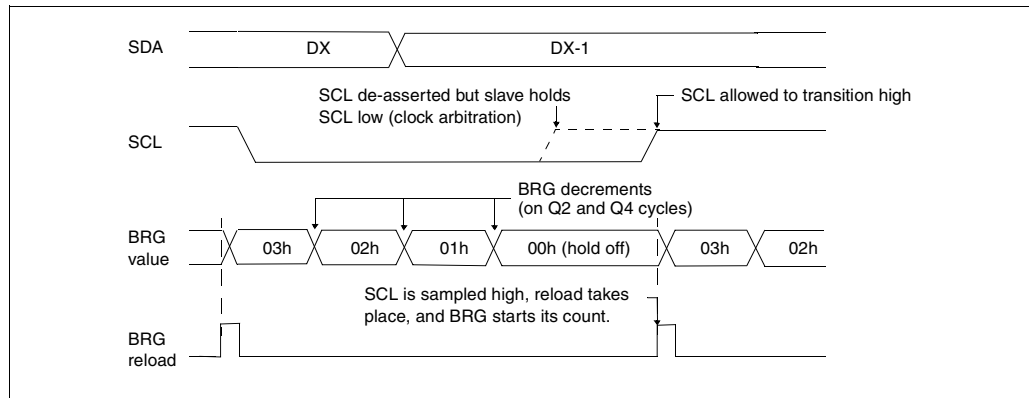 SDA
DX
DX-1
SCL de-asserted but slave holds
SCL low (clock arbitration)
SCL allowed to transition high
SCL
BRG decrements
(on Q2 and Q4 cycles)
BRG
value
03h
02h
01h
00h (hold off)
03h
02h
SCL is sampled high, reload takes
place, and BRG starts its count.
BRG
reload